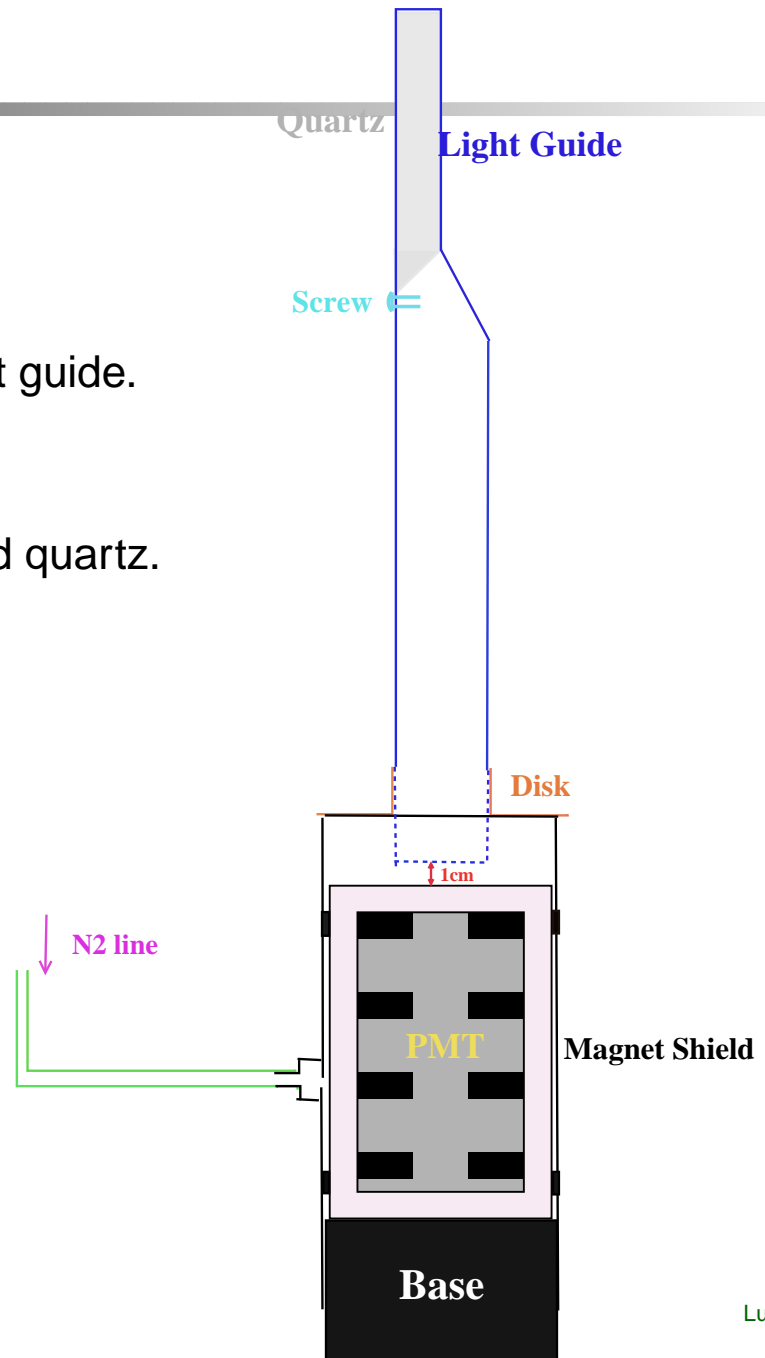 Quartz
Light Guide
Screw
guide.
quartz.
Disk
1cm
N2 line
PMT
Magnet Shield
Base